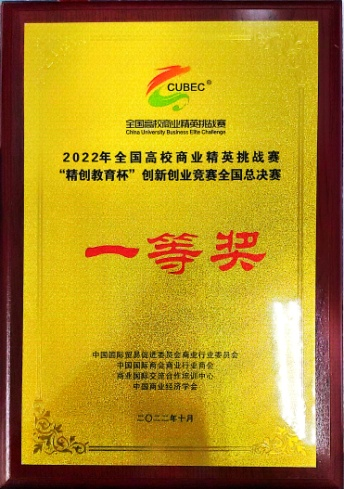 CUBEC®
全国高校商业精英挑战赛
China University Business Elite Challenge
2022年全国高校商业精英挑战赛
“精创教育杯”创新创业竞赛全国总决赛
一等奖
中国国际贸易促进委员会商业行业委员会
中国国际商会商业行业商会
商业国际交流合作培训中心
中国商业经济学会
二〇二二年十月